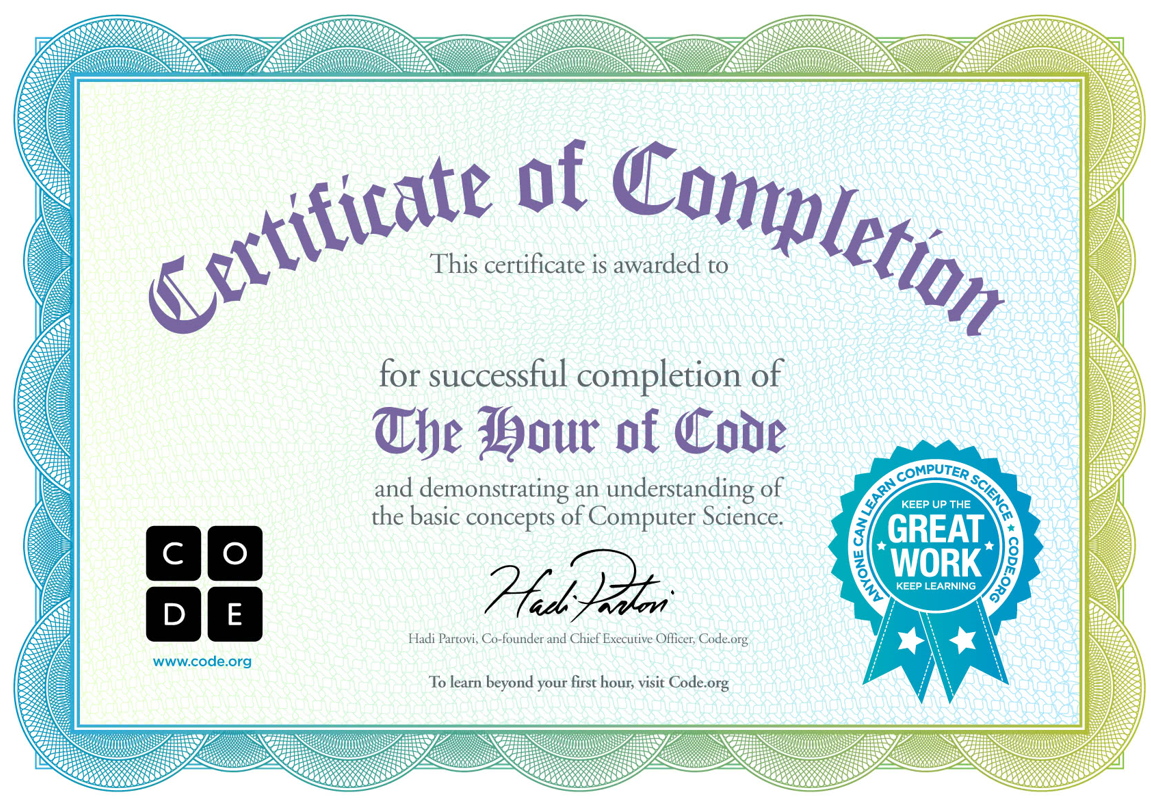 Certificate of Completion
This certificate is awarded to
for successful completion of
The Hour of Code
and demonstrating an understanding of
the basic concepts of Computer Science.
Hadi Partovi
Hadi Partovi, Co-founder and Chief Executive Officer, Code.org
To learn beyond your first hour, visit Code.org
C O
D E
www.code.org
ANYONE CAN LEARN COMPUTER SCIENCE ★ CODE.ORG
KEEP UP THE
GREAT
WORK
KEEP LEARNING